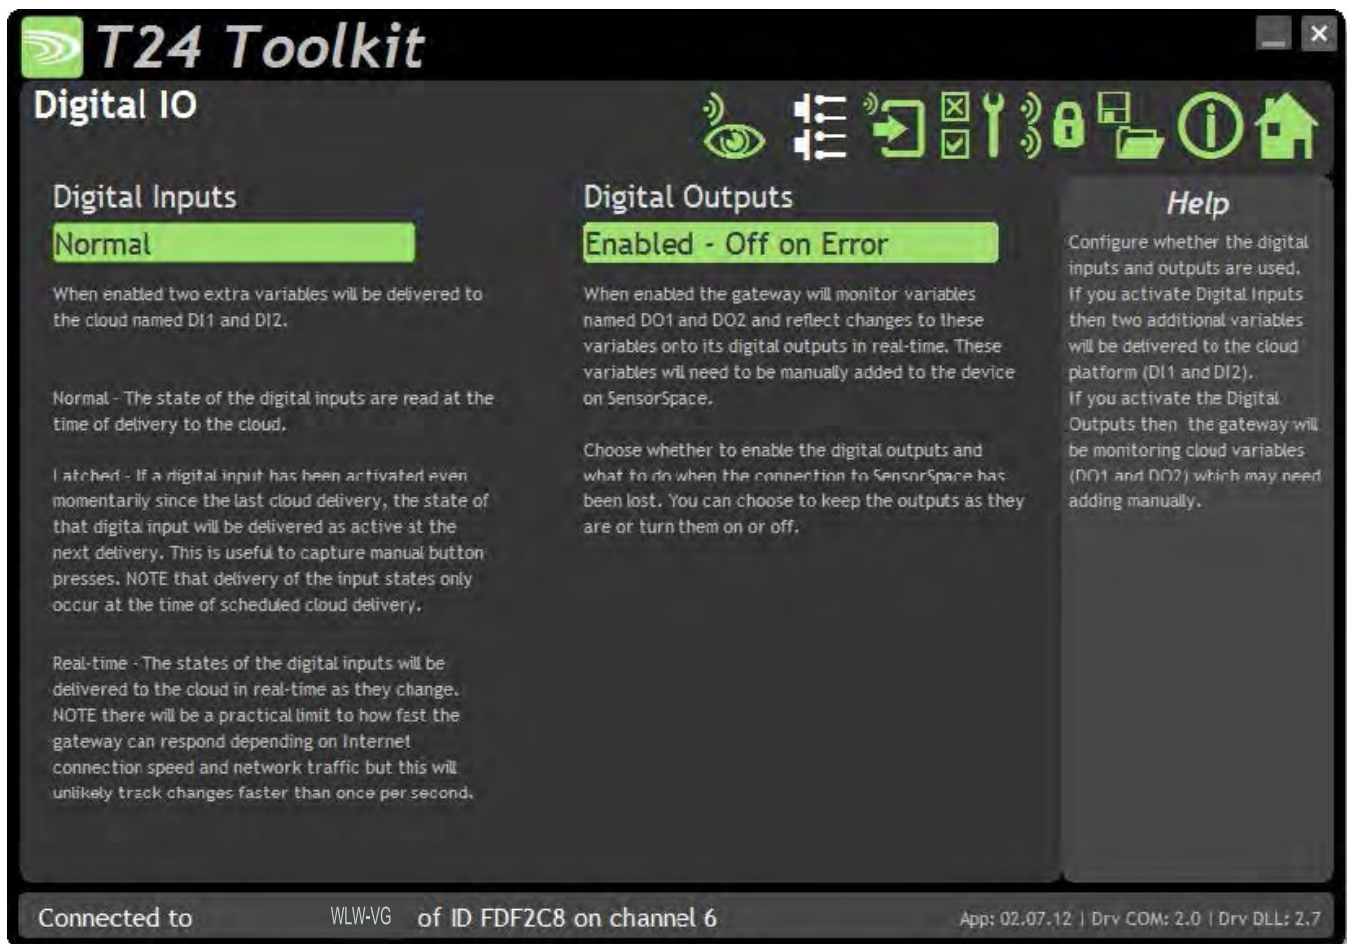 T24 Toolkit
Digital IO
Digital Inputs
Normal
When enabled two extra variables will be delivered to
the cloud named DI1 and DI2.
Normal - The state of the digital inputs are read at the
time of delivery to the cloud.
Latched - If a digital input has been activated even
momentarily since the last cloud delivery, the state of
that digital input will be delivered as active at the
next delivery. This is useful to capture manual button
presses. NOTE that delivery of the input states only
occur at the time of scheduled cloud delivery.
Real-time - The states of the digital inputs will be
delivered to the cloud in real-time as they change.
NOTE there will be a practical limit to how fast the
gateway can respond depending on Internet
connection speed and network traffic but this will
unlikely track changes faster than once per second.
Digital Outputs
Enabled - Off on Error
When enabled the gateway will monitor variables
named DO1 and DO2 and reflect changes to these
variables onto its digital outputs in real-time. These
variables will need to be manually added to the device
on SensorSpace.
Choose whether to enable the digital outputs and
what to do when the connection to SensorSpace has
been lost. You can choose to keep the outputs as they
are or turn them on or off.
Help
Configure whether the digital
inputs and outputs are used.
If you activate Digital Inputs
then two additional variables
will be delivered to the cloud
platform (DI1 and DI2).
If you activate the Digital
Outputs then the gateway will
be monitoring cloud variables
(DO1 and DO2) which may need
adding manually.
Connected to WLW-VG of ID FDF2C8 on channel 6
App: 02.07.12 | Drv COM: 2.0 | Drv DLL: 2.7